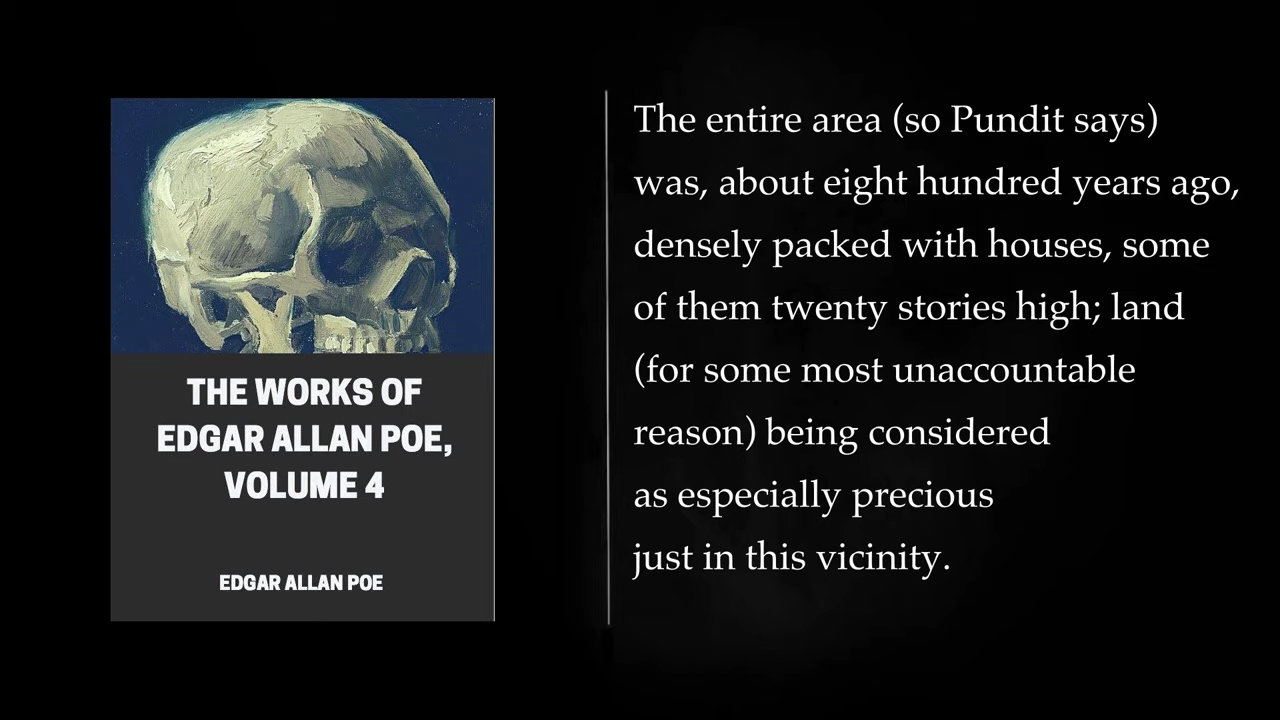 THE WORKS OF
EDGAR ALLAN POE,
VOLUME 4
EDGAR ALLAN POE
The entire area (so Pundit says)
was, about eight hundred years ago,
densely packed with houses, some
of them twenty stories high; land
(for some most unaccountable
reason) being considered
as especially precious
just in this vicinity.